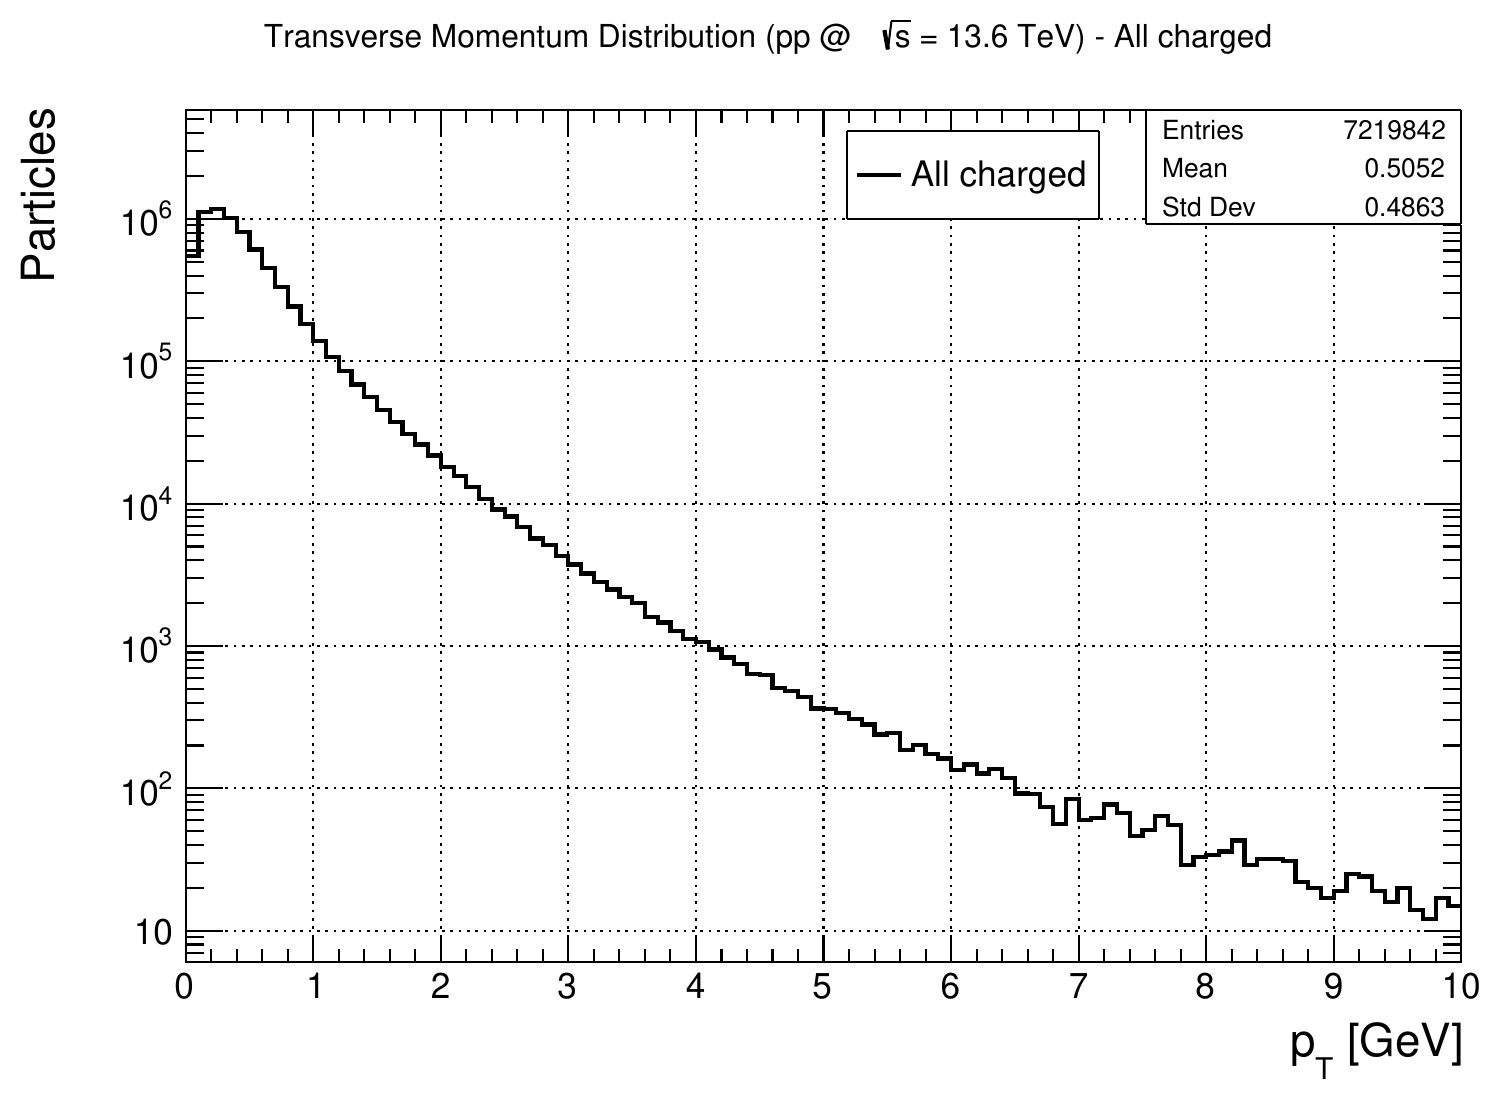 Transverse Momentum Distribution (pp @ √s = 13.6 TeV) - All charged
Particles
All charged
Entries 7219842
Mean 0.5052
Std Dev 0.4863
10⁶
10⁵
10⁴
10³
10²
10
0 1 2 3 4 5 6 7 8 9 10
p_T [GeV]